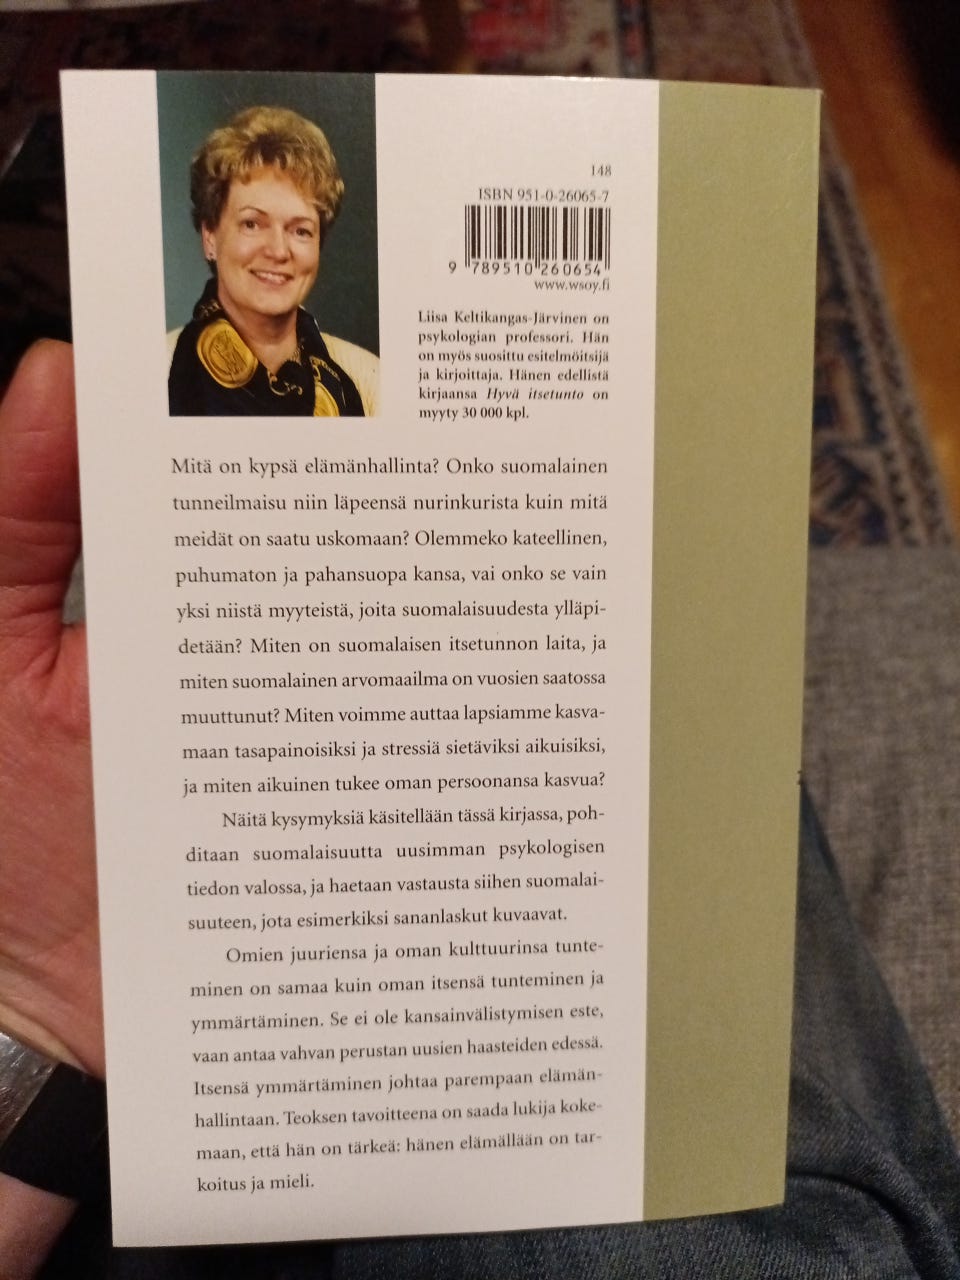 148
ISBN 951-0-26065-7
9 789510 260654
www.wsoy.fi
Liisa Keltikangas-Järvinen on
psykologian professori. Hän
on myös suosittu esitelmöitsijä
ja kirjoittaja. Hänen edellistä
kirjaansa Hyvä itsetunto on
myyty 30 000 kpl.
Mitä on kypsä elämänhallinta? Onko suomalainen
tunneilmaisu niin läpeensä nurinkurista kuin mitä
meidät on saatu uskomaan? Olemmeko kateellinen,
puhumaton ja pahansuopa kansa, vai onko se vain
yksi niistä myyteistä, joita suomalaisuudesta ylläpi-
detään? Miten on suomalaisen itsetunnon laita, ja
miten suomalainen arvomaailma on vuosien saatossa
muuttunut? Miten voimme auttaa lapsiamme kasva-
maan tasapainoisiksi ja stressiä sietäviksi aikuisiksi,
ja miten aikuinen tukee oman persoonansa kasvua?
Näitä kysymyksiä käsitellään tässä kirjassa, poh-
ditaan suomalaisuutta uusimman psykologisen
tiedon valossa, ja haetaan vastausta siihen suomalai-
suuteen, jota esimerkiksi sananlaskut kuvaavat.
Omien juuriensa ja oman kulttuurinsa tunte-
minen on samaa kuin oman itsensä tunteminen ja
ymmärtäminen. Se ei ole kansainvälistymisen este,
vaan antaa vahvan perustan uusien haasteiden edessä.
Itsensä ymmärtäminen johtaa parempaan elämän-
hallintaan. Teoksen tavoitteena on saada lukija koke-
maan, että hän on tärkeä: hänen elämällään on tar-
koitus ja mieli.